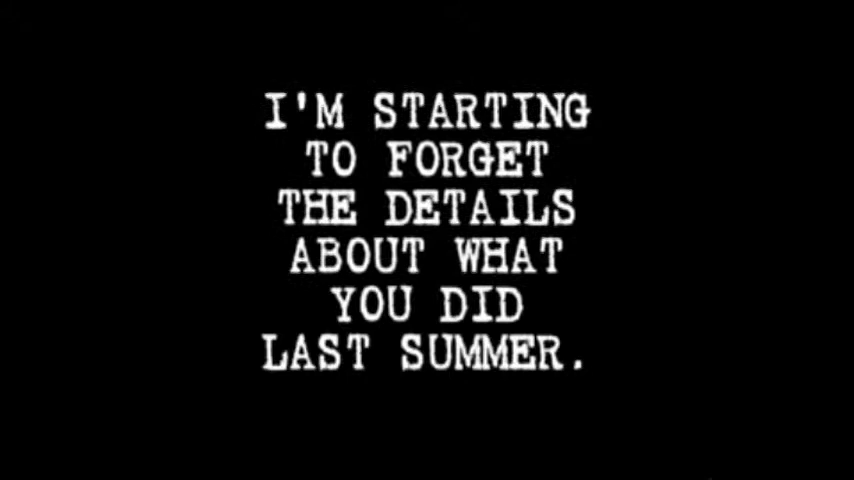 I'M STARTING
TO FORGET
THE DETAILS
ABOUT WHAT
YOU DID
LAST SUMMER.